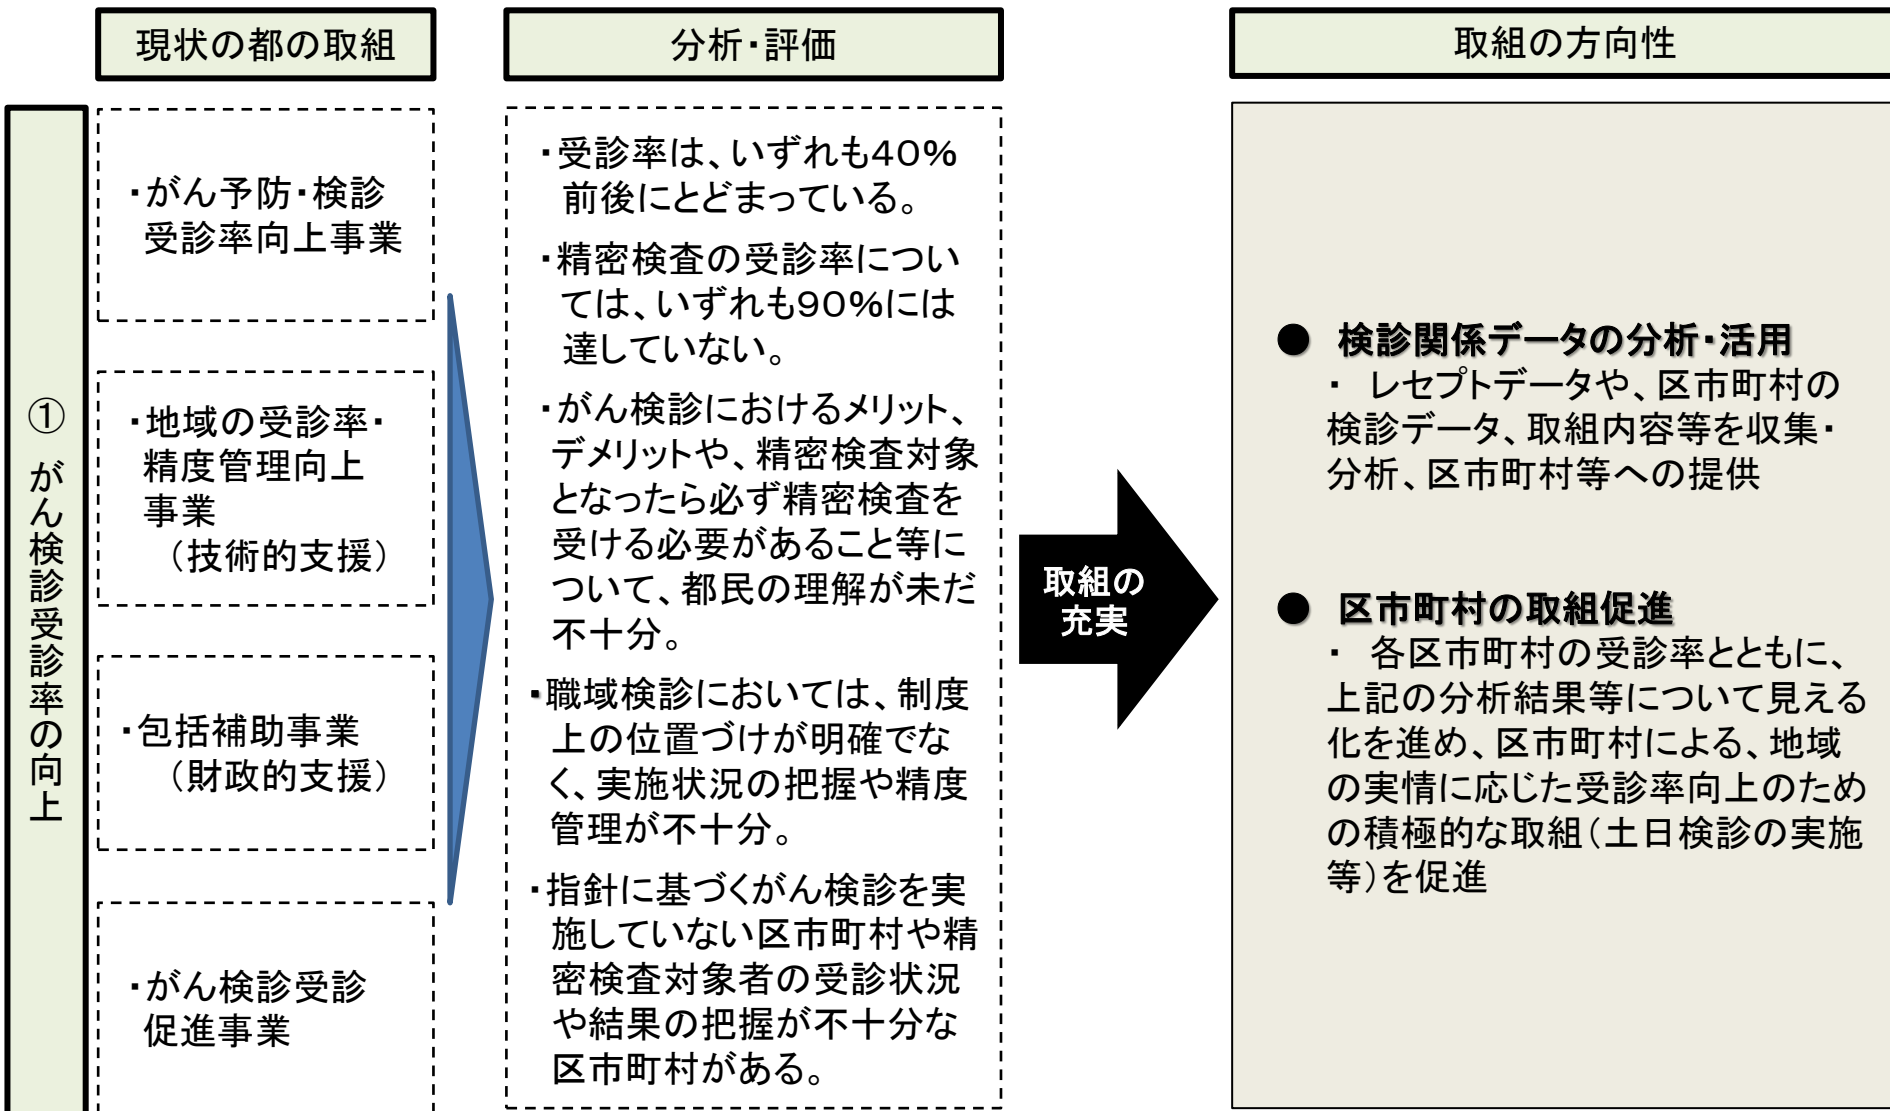 現状の都の取組
分析・評価
取組の方向性
① がん検診受診率の向上
・がん予防・検診
受診率向上事業
・地域の受診率・
精度管理向上
事業
（技術的支援）
・包括補助事業
（財政的支援）
・がん検診受診
促進事業
・受診率は、いずれも40%
前後にとどまっている。
・精密検査の受診率につい
ては、いずれも90%には
達していない。
・がん検診におけるメリット、
デメリットや、精密検査対象
となったら必ず精密検査を
受ける必要があること等に
ついて、都民の理解が未だ
不十分。
・職域検診においては、制度
上の位置づけが明確でな
く、実施状況の把握や精度
管理が不十分。
・指針に基づくがん検診を実
施していない区市町村や精
密検査対象者の受診状況
や結果の把握が不十分な
区市町村がある。
取組の
充実
● 検診関係データの分析・活用
・ レセプトデータや、区市町村の
検診データ、取組内容等を収集・
分析、区市町村等への提供
● 区市町村の取組促進
・ 各区市町村の受診率とともに、
上記の分析結果等について見える
化を進め、区市町村による、地域
の実情に応じた受診率向上のため
の積極的な取組（土日検診の実施
等）を促進